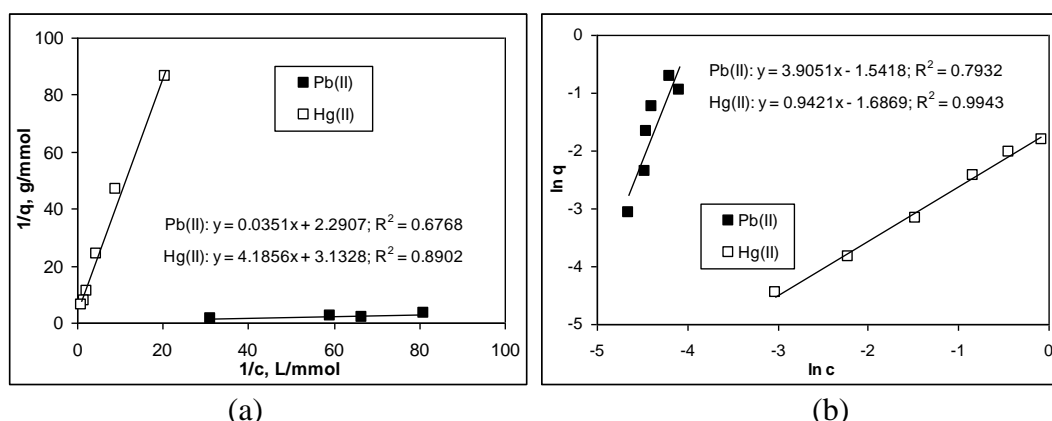 100
80
60
40
20
0
1/q, g/mmol
Pb(II)
Hg(II)
Pb(II): y = 0.0351x + 2.2907; R² = 0.6768
Hg(II): y = 4.1856x + 3.1328; R² = 0.8902
0 20 40 60 80 100
1/c, L/mmol
(a)
0
-1
-2
-3
-4
-5
ln q
Pb(II): y = 3.9051x - 1.5418; R² = 0.7932
Hg(II): y = 0.9421x - 1.6869; R² = 0.9943
Pb(II)
Hg(II)
-5 -4 -3 -2 -1 0
ln c
(b)